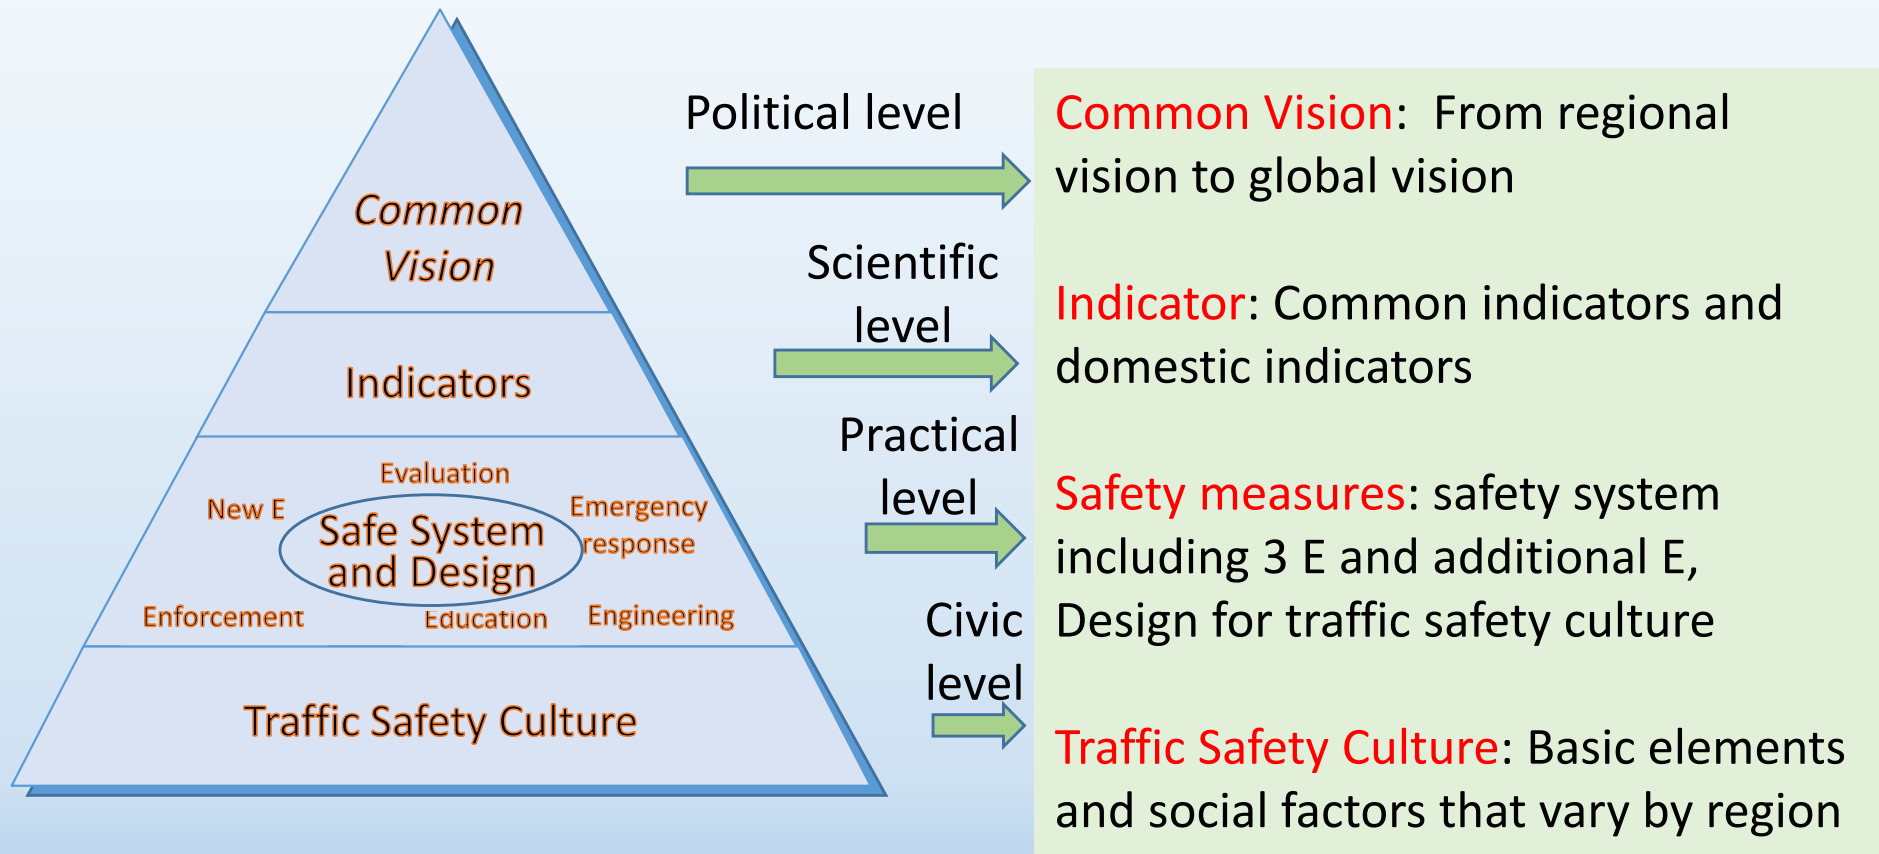 Common
Vision
Indicators
Evaluation
New E
Emergency
response
Safe System
and Design
Enforcement
Education
Engineering
Traffic Safety Culture
Political level
Scientific
level
Practical
level
Civic
level
Common Vision: From regional
vision to global vision
Indicator: Common indicators and
domestic indicators
Safety measures: safety system
including 3 E and additional E,
Design for traffic safety culture
Traffic Safety Culture: Basic elements
and social factors that vary by region